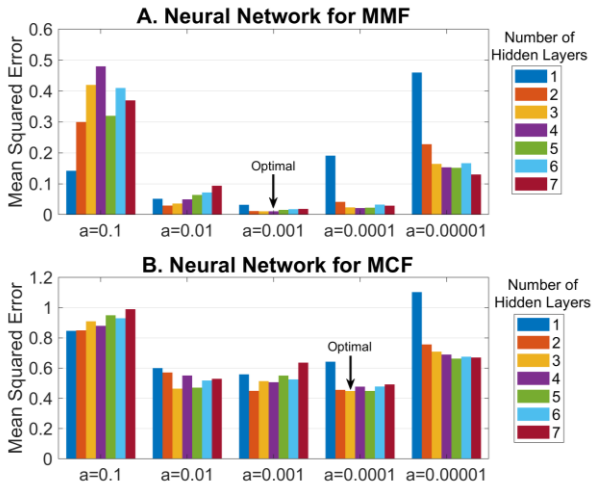 A. Neural Network for MMF
Mean Squared Error
0.6
0.5
0.4
0.3
0.2
0.1
0
Optimal
a=0.1 a=0.01 a=0.001 a=0.0001 a=0.00001
Number of
Hidden Layers
1
2
3
4
5
6
7
B. Neural Network for MCF
Mean Squared Error
1.2
1
0.8
0.6
0.4
0.2
0
Optimal
a=0.1 a=0.01 a=0.001 a=0.0001 a=0.00001
Number of
Hidden Layers
1
2
3
4
5
6
7